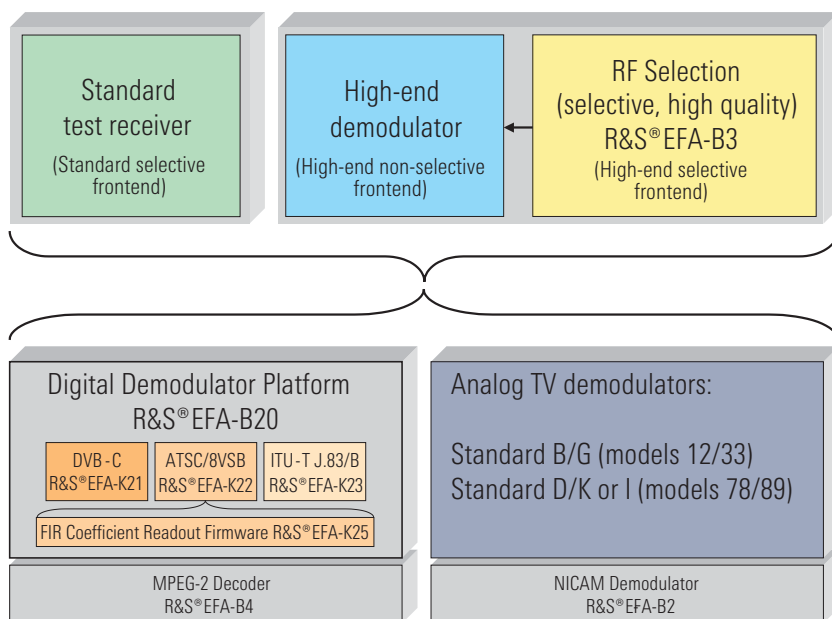 Standard
test receiver
(Standard selective
frontend)
High-end
demodulator
(High-end non-selective
frontend)
RF Selection
(selective, high quality)
R&S®EFA-B3
(High-end selective
frontend)
Digital Demodulator Platform
R&S®EFA-B20
DVB-C
R&S®EFA-K21
ATSC/8VSB
R&S®EFA-K22
ITU-T J.83/B
R&S®EFA-K23
FIR Coefficient Readout Firmware R&S®EFA-K25
MPEG-2 Decoder
R&S®EFA-B4
Analog TV demodulators:
Standard B/G (models 12/33)
Standard D/K or I (models 78/89)
NICAM Demodulator
R&S®EFA-B2